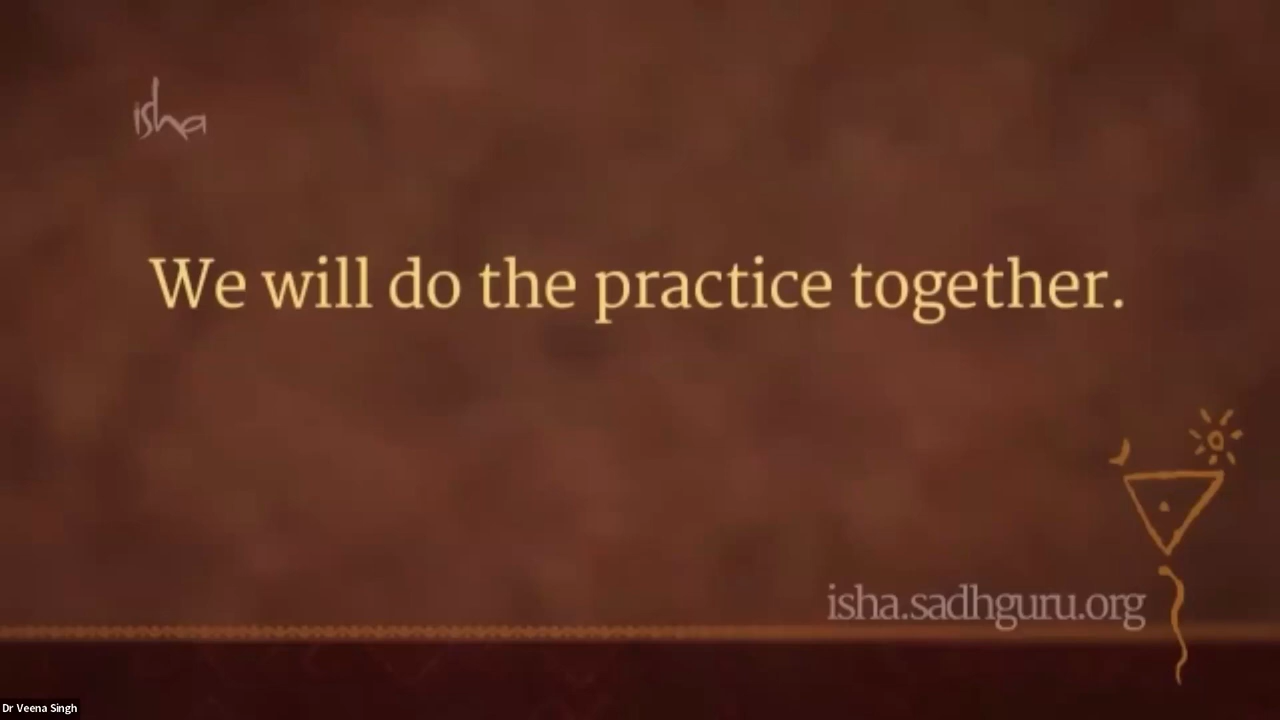 isha
We will do the practice together.
isha.sadhguru.org
Dr Veena Singh